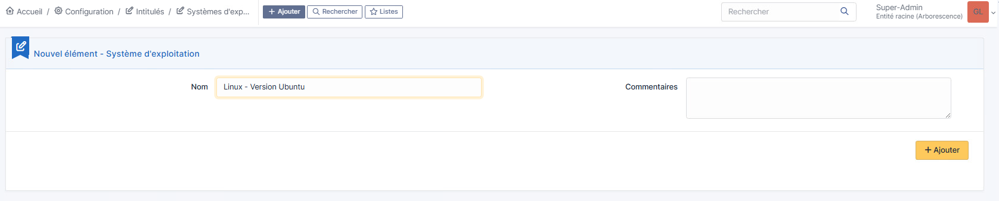 Accueil / Configuration / Intitulés / Systèmes d'exp...
+ Ajouter
Rechercher
Listes
Rechercher
Super-Admin
Entité racine (Arborescence)
GL
Nouvel élément - Système d'exploitation
Nom
Linux - Version Ubuntu
Commentaires
+ Ajouter